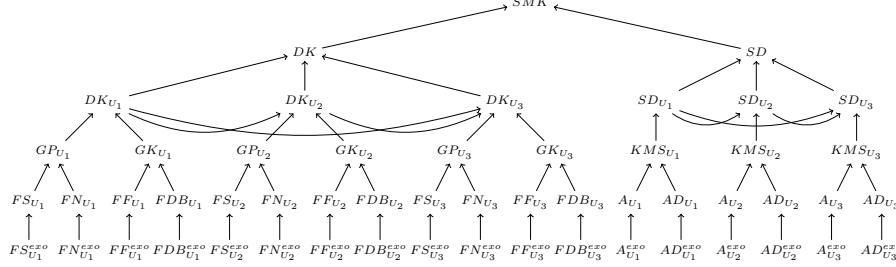 SMK
DK SD
DK_{U_1} DK_{U_2} DK_{U_3} SD_{U_1} SD_{U_2} SD_{U_3}
GP_{U_1} GK_{U_1} GP_{U_2} GK_{U_2} GP_{U_3} GK_{U_3} KMS_{U_1} KMS_{U_2} KMS_{U_3}
FS_{U_1} FN_{U_1} FF_{U_1} FDB_{U_1} FS_{U_2} FN_{U_2} FF_{U_2} FDB_{U_2} FS_{U_3} FN_{U_3} FF_{U_3} FDB_{U_3} A_{U_1} AD_{U_1} A_{U_2} AD_{U_2} A_{U_3} AD_{U_3}
FS^{exo}_{U_1} FN^{exo}_{U_1} FF^{exo}_{U_1} FDB^{exo}_{U_1} FS^{exo}_{U_2} FN^{exo}_{U_2} FF^{exo}_{U_2} FDB^{exo}_{U_2} FS^{exo}_{U_3} FN^{exo}_{U_3} FF^{exo}_{U_3} FDB^{exo}_{U_3} A^{exo}_{U_1} AD^{exo}_{U_1} A^{exo}_{U_2} AD^{exo}_{U_2} A^{exo}_{U_3} AD^{exo}_{U_3}